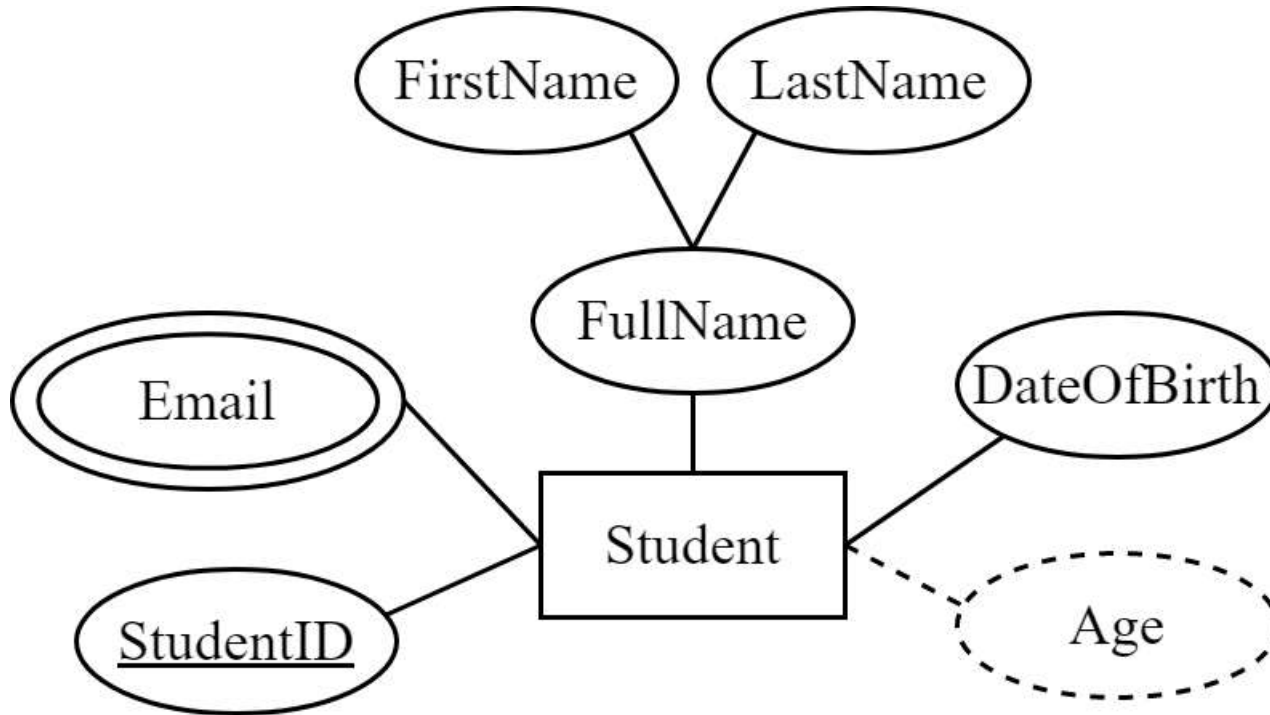 FirstName
LastName
FullName
Email
DateOfBirth
Student
StudentID
Age